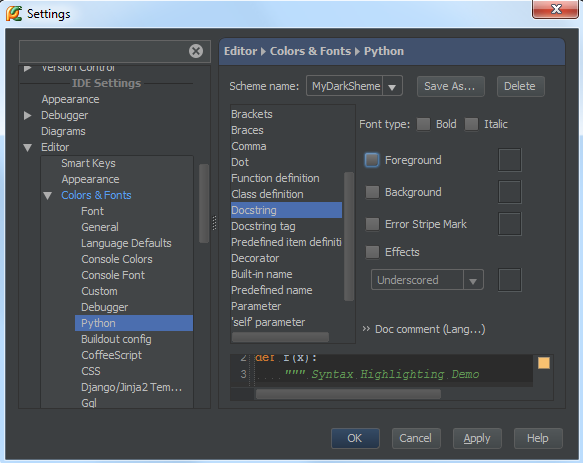 Settings
Version Control
IDE Settings
Appearance
Debugger
Diagrams
Editor
Smart Keys
Appearance
Colors & Fonts
Font
General
Language Defaults
Console Colors
Console Font
Custom
Debugger
Python
Buildout config
CoffeeScript
CSS
Django/Jinja2 Tem...
Gql
Editor ▸ Colors & Fonts ▸ Python
Scheme name: MyDarkSheme Save As... Delete
Brackets
Braces
Comma
Dot
Function definition
Class definition
Docstring
Docstring tag
Predefined item definiti
Decorator
Built-in name
Predefined name
Parameter
'self' parameter
Font type: Bold Italic
Foreground
Background
Error Stripe Mark
Effects
Underscored
>> Doc comment (Lang...)
2 def f(x):
3 """ Syntax Highlighting Demo
OK Cancel Apply Help